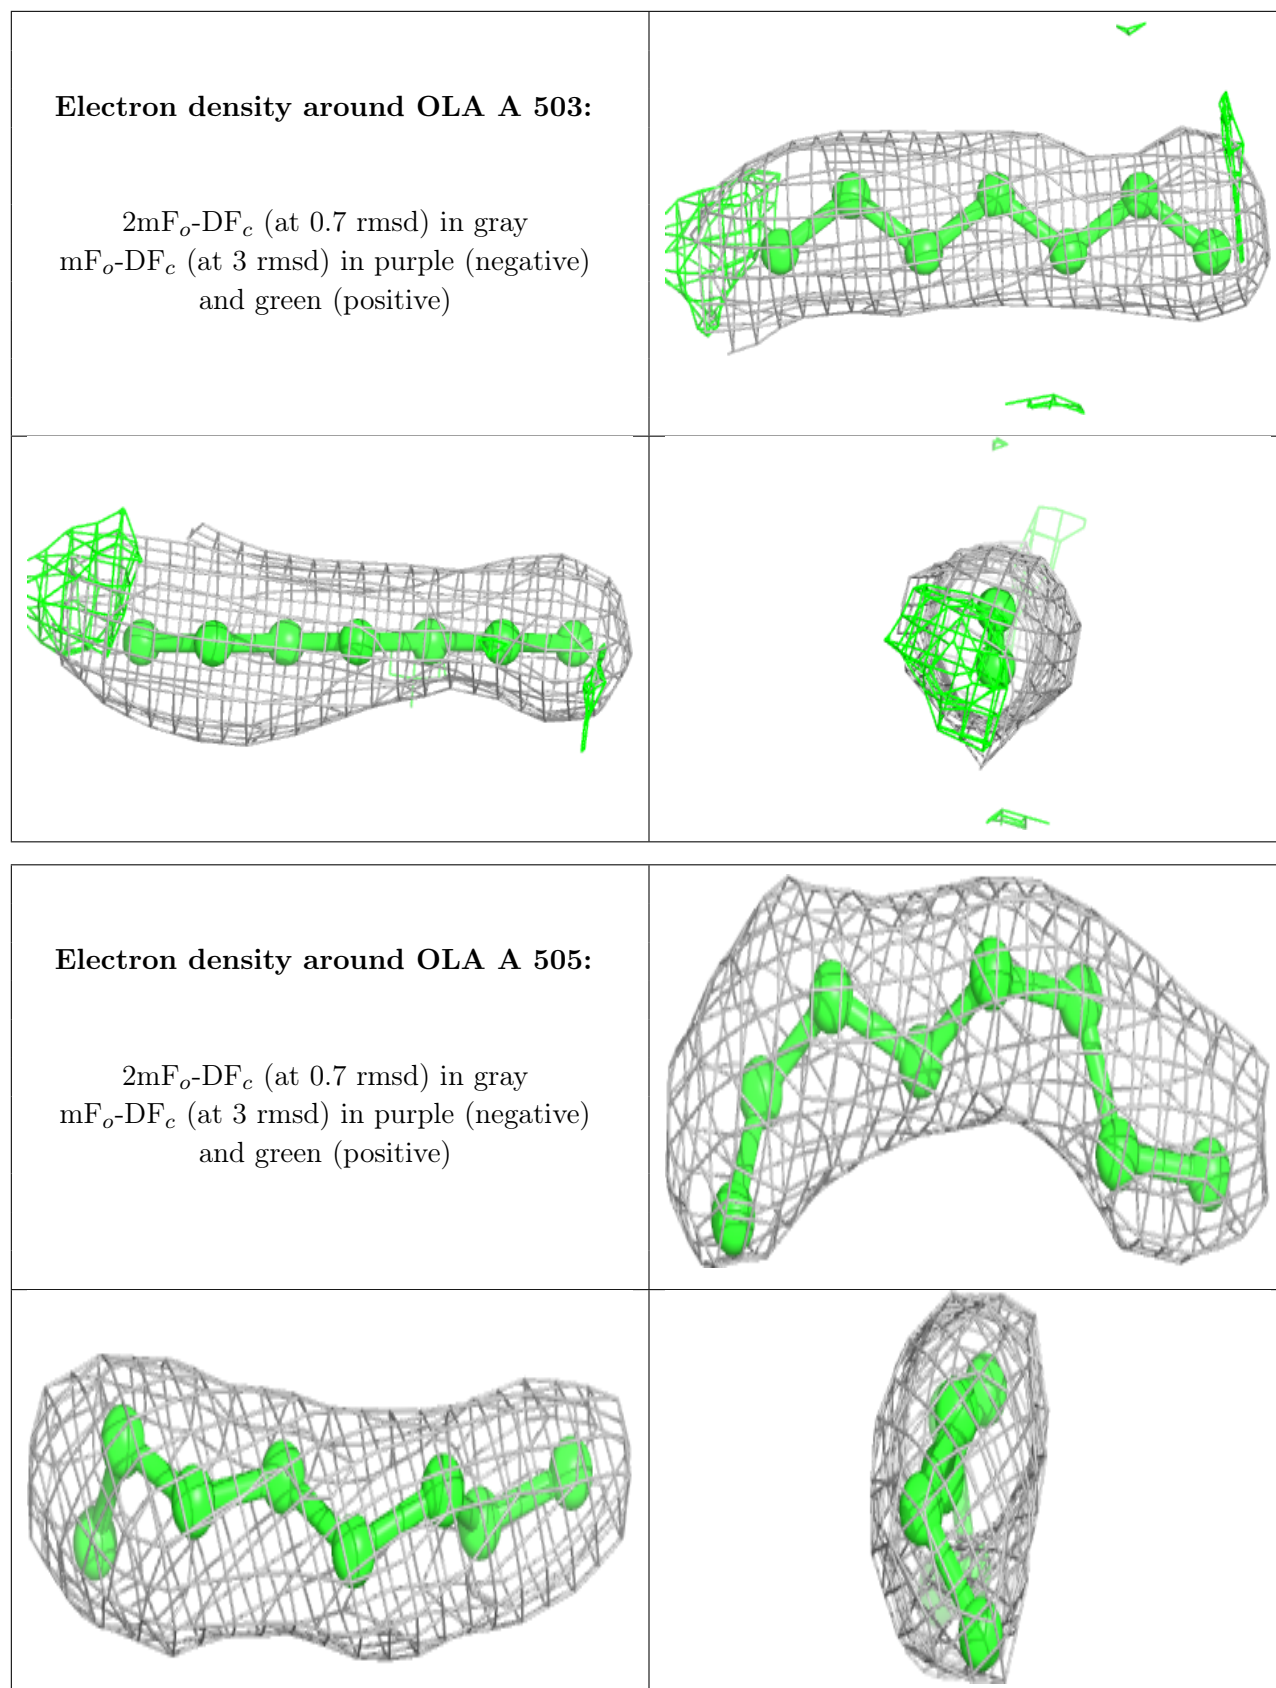 Electron density around OLA A 503:
2mFo-DFc (at 0.7 rmsd) in gray
mFo-DFc (at 3 rmsd) in purple (negative)
and green (positive)
Electron density around OLA A 505:
2mFo-DFc (at 0.7 rmsd) in gray
mFo-DFc (at 3 rmsd) in purple (negative)
and green (positive)